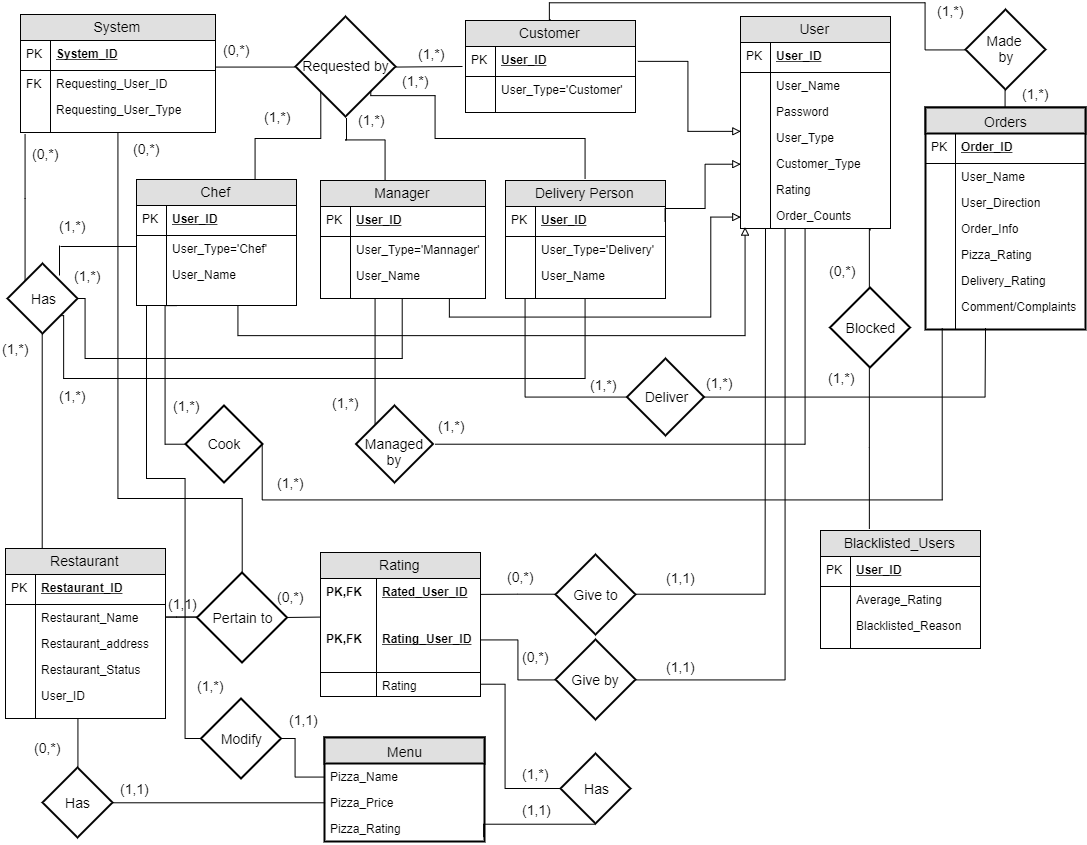 System
PK System_ID
FK Requesting_User_ID
Requesting_User_Type
(0,*)
Requested by
(1,*)
(1,*)
(1,*)
(1,*)
Customer
PK User_ID
User_Type='Customer'
User
PK User_ID
User_Name
Password
User_Type
Customer_Type
Rating
Order_Counts
(1,*)
Made
by
(1,*)
Orders
PK Order_ID
User_Name
User_Direction
Order_Info
Pizza_Rating
Delivery_Rating
Comment/Complaints
(0,*)
(0,*)
Chef
PK User_ID
User_Type='Chef'
User_Name
Manager
PK User_ID
User_Type='Mannager'
User_Name
Delivery Person
PK User_ID
User_Type='Delivery'
User_Name
(1,*)
(1,*)
Has
(1,*)
(1,*)
(0,*)
Blocked
(1,*)
(1,*)
Deliver
(1,*)
(1,*)
Cook
(1,*)
(1,*)
Managed
by
(1,*)
Blacklisted_Users
PK User_ID
Average_Rating
Blacklisted_Reason
Restaurant
PK Restaurant_ID
Restaurant_Name
Restaurant_address
Restaurant_Status
User_ID
(1,1)
Pertain to
(0,*)
Rating
PK,FK Rated_User_ID
PK,FK Rating_User_ID
Rating
(0,*)
Give to
(1,1)
(0,*)
Give by
(1,1)
(1,*)
Modify
(1,1)
Menu
Pizza_Name
Pizza_Price
Pizza_Rating
(0,*)
Has
(1,1)
(1,*)
Has
(1,1)